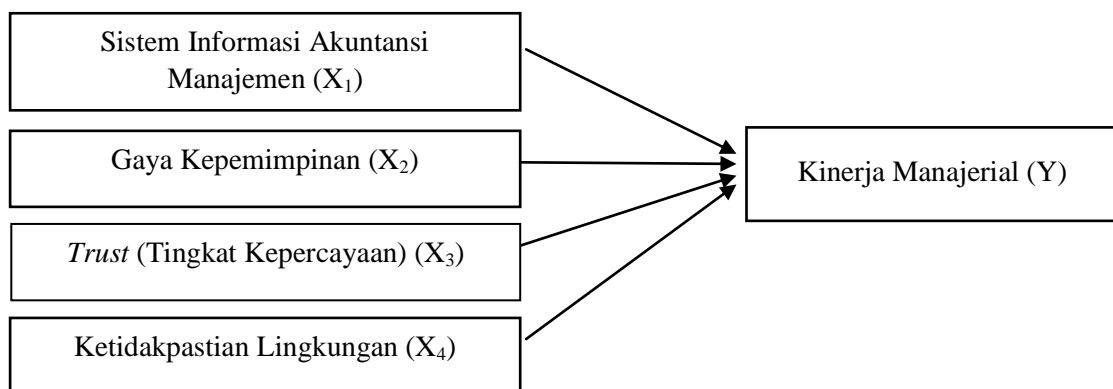 Sistem Informasi Akuntansi
Manajemen (X₁)
Gaya Kepemimpinan (X₂)
Trust (Tingkat Kepercayaan) (X₃)
Ketidakpastian Lingkungan (X₄)
Kinerja Manajerial (Y)